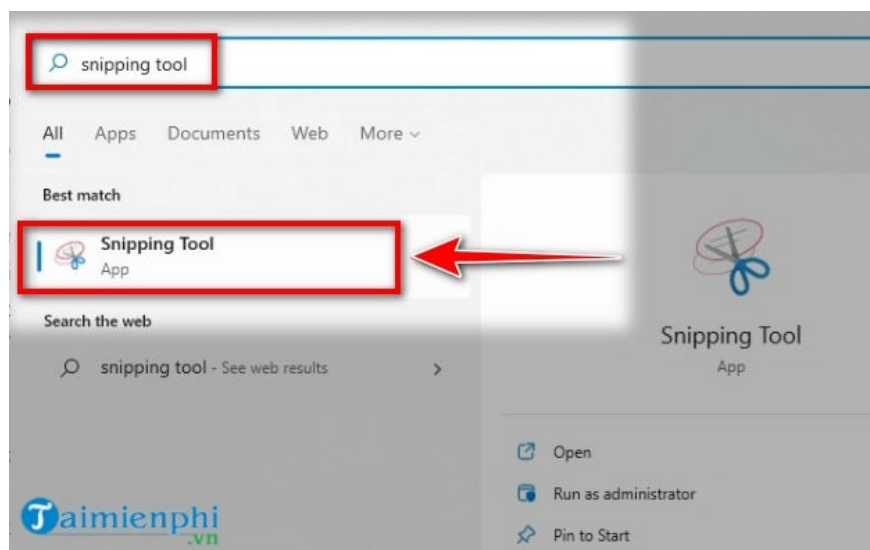 snipping tool
All Apps Documents Web More
Best match
Snipping Tool
App
Search the web
snipping tool - See web results
Snipping Tool
App
Open
Run as administrator
Pin to Start
Taimienphi
.vn